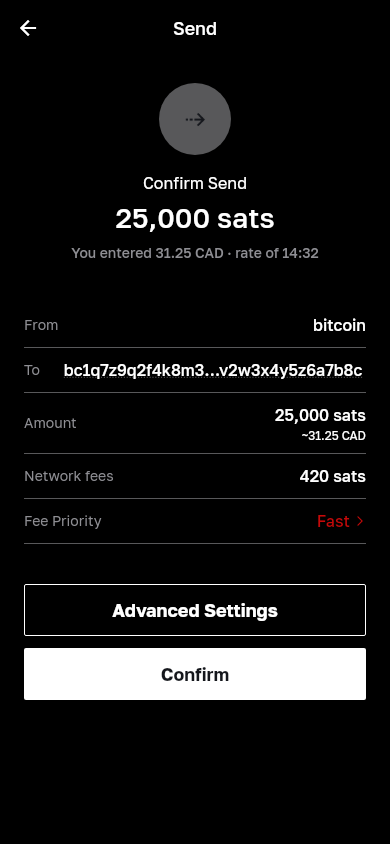 Send
Confirm Send
25,000 sats
You entered 31.25 CAD · rate of 14:32
From
bitcoin
To
bc1q7z9q2f4k8m3...v2w3x4y5z6a7b8c
Amount
25,000 sats
~31.25 CAD
Network fees
420 sats
Fee Priority
Fast
Advanced Settings
Confirm